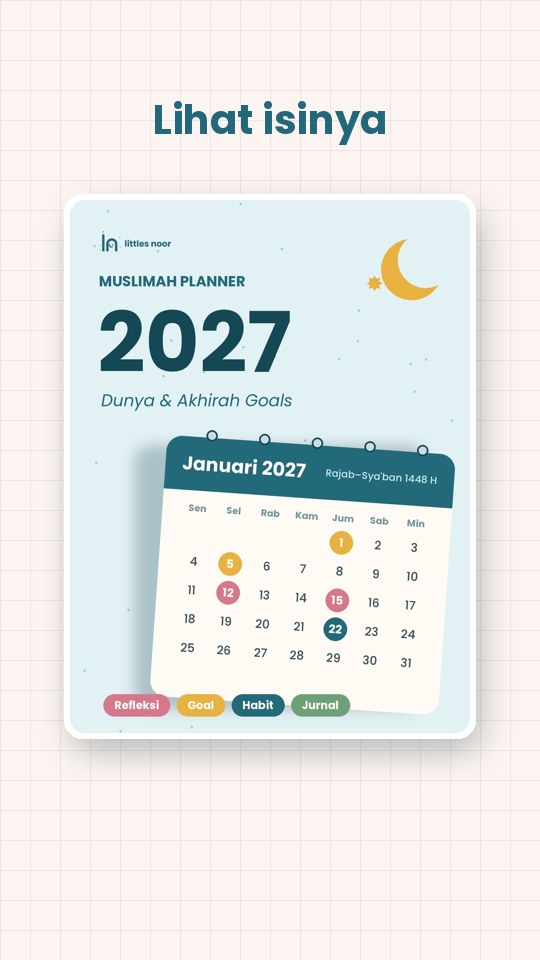 Lihat isinya
littles noor
MUSLIMAH PLANNER
2027
Dunya & Akhirah Goals
Januari 2027
Rajab–Sya'ban 1448 H
Sen Sel Rab Kam Jum Sab Min
1 2 3
4 5 6 7 8 9 10
11 12 13 14 15 16 17
18 19 20 21 22 23 24
25 26 27 28 29 30 31
Refleksi Goal Habit Jurnal